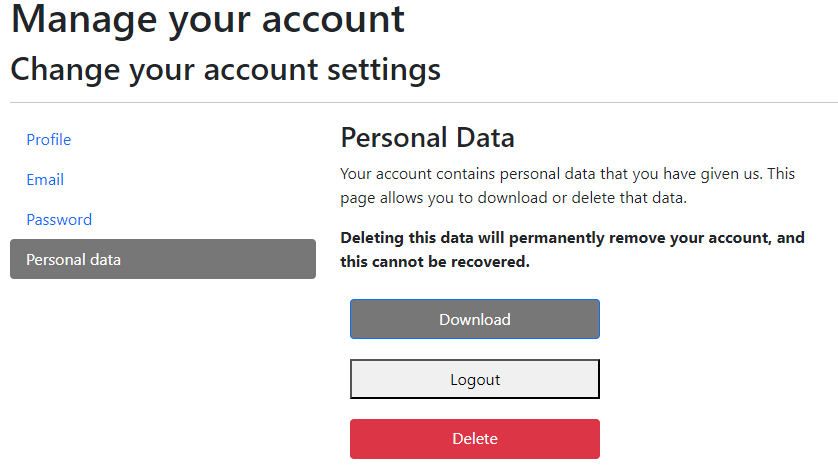 Manage your account
Change your account settings
Profile
Email
Password
Personal data
Personal Data
Your account contains personal data that you have given us. This
page allows you to download or delete that data.
Deleting this data will permanently remove your account, and
this cannot be recovered.
Download
Logout
Delete